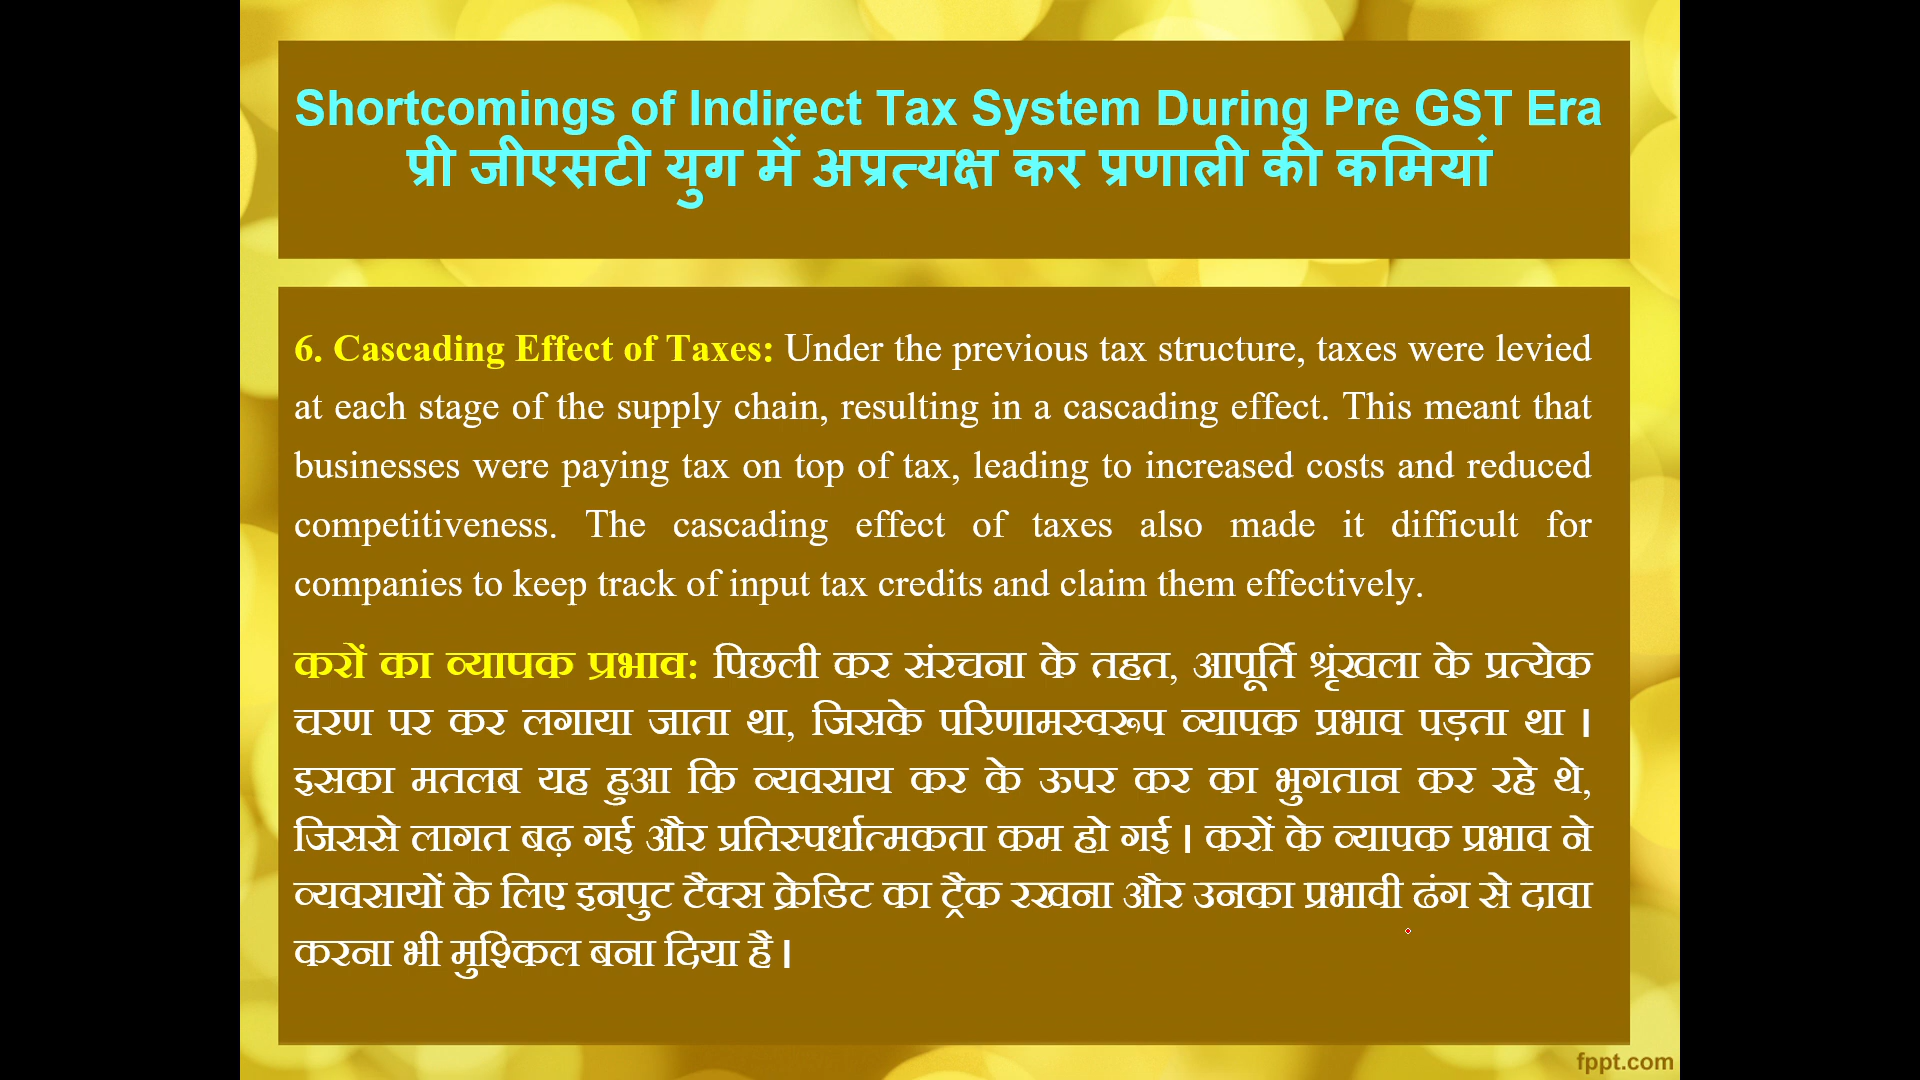 Shortcomings of Indirect Tax System During Pre GST Era
प्री जीएसटी युग में अप्रत्यक्ष कर प्रणाली की कमियां
6. Cascading Effect of Taxes: Under the previous tax structure, taxes were levied
at each stage of the supply chain, resulting in a cascading effect. This meant that
businesses were paying tax on top of tax, leading to increased costs and reduced
competitiveness. The cascading effect of taxes also made it difficult for
companies to keep track of input tax credits and claim them effectively.
करों का व्यापक प्रभाव: पिछली कर संरचना के तहत, आपूर्ति श्रृंखला के प्रत्येक
चरण पर कर लगाया जाता था, जिसके परिणामस्वरूप व्यापक प्रभाव पड़ता था ।
इसका मतलब यह हुआ कि व्यवसाय कर के ऊपर कर का भुगतान कर रहे थे,
जिससे लागत बढ़ गई और प्रतिस्पर्धात्मकता कम हो गई । करों के व्यापक प्रभाव ने
व्यवसायों के लिए इनपुट टैक्स क्रेडिट का ट्रैक रखना और उनका प्रभावी ढंग से दावा
करना भी मुश्किल बना दिया है ।
fppt.com